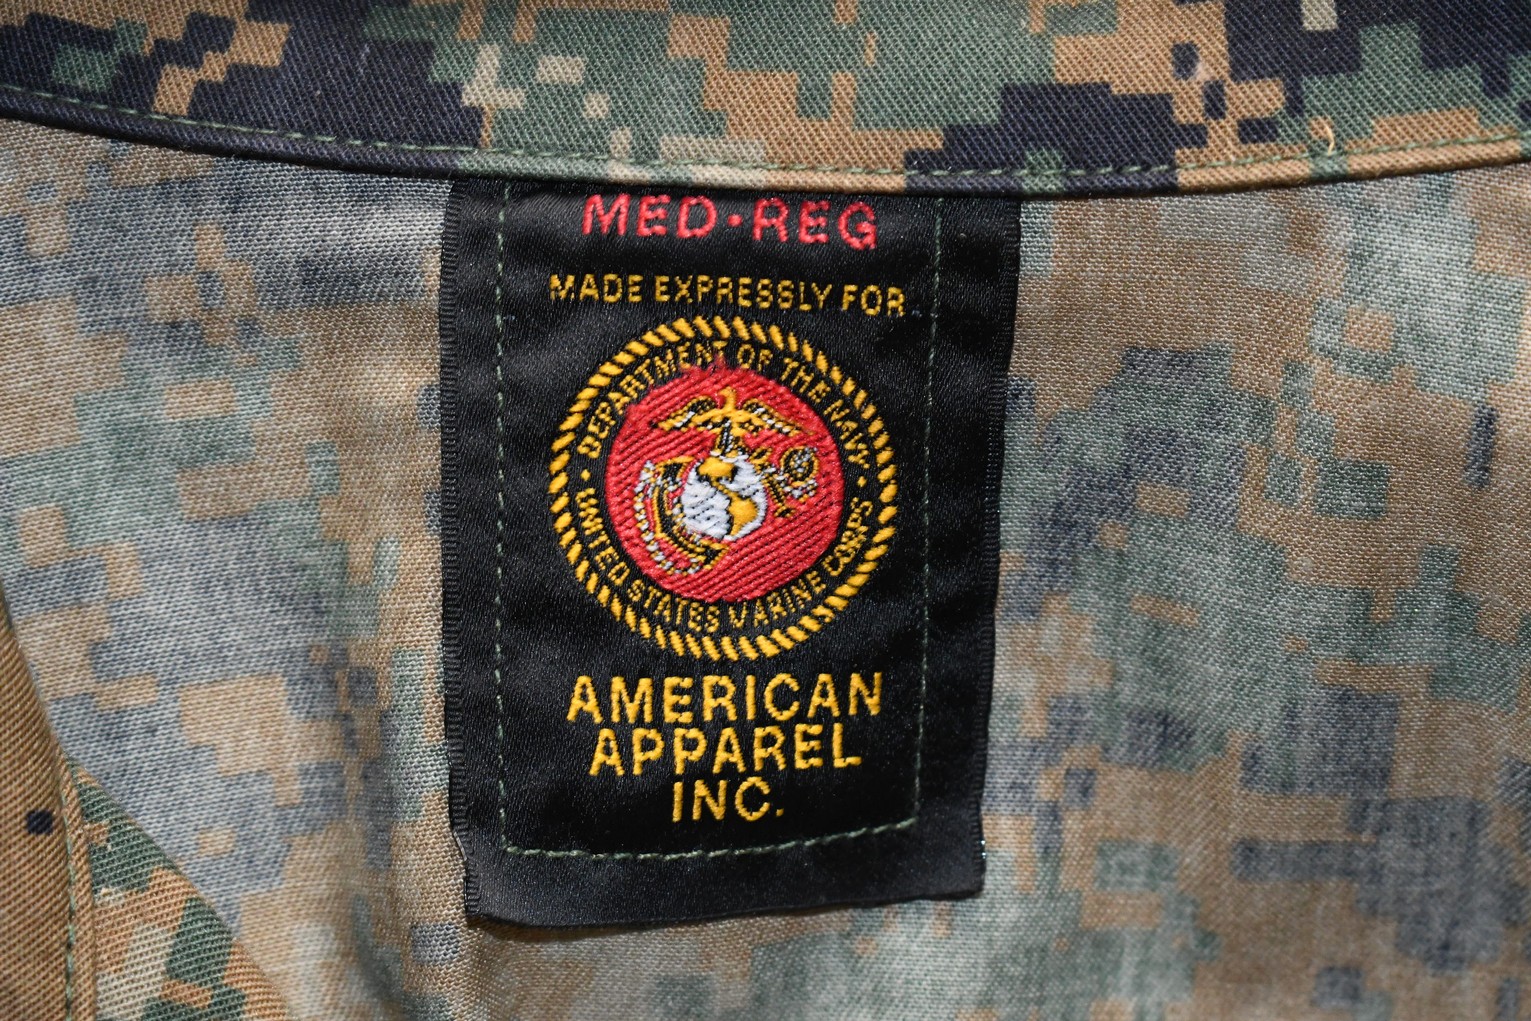 MED·REG
MADE EXPRESSLY FOR
DEPARTMENT OF THE NAVY
UNITED STATES MARINE CORPS
AMERICAN
APPAREL
INC.